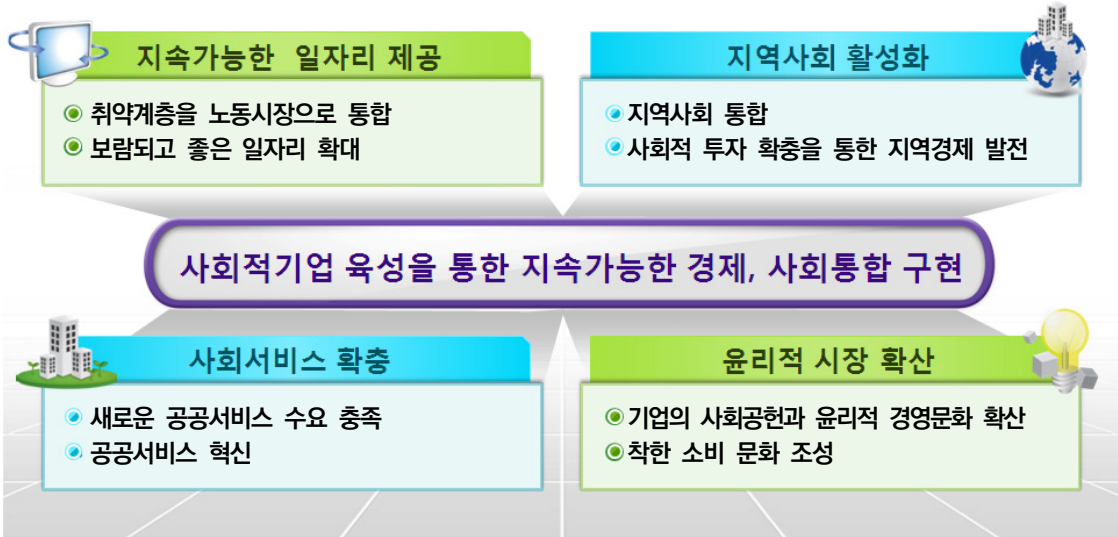 지속가능한 일자리 제공
취약계층을 노동시장으로 통합
보람되고 좋은 일자리 확대
지역사회 활성화
지역사회 통합
사회적 투자 확충을 통한 지역경제 발전
사회적기업 육성을 통한 지속가능한 경제, 사회통합 구현
사회서비스 확충
새로운 공공서비스 수요 충족
공공서비스 혁신
윤리적 시장 확산
기업의 사회공헌과 윤리적 경영문화 확산
착한 소비 문화 조성